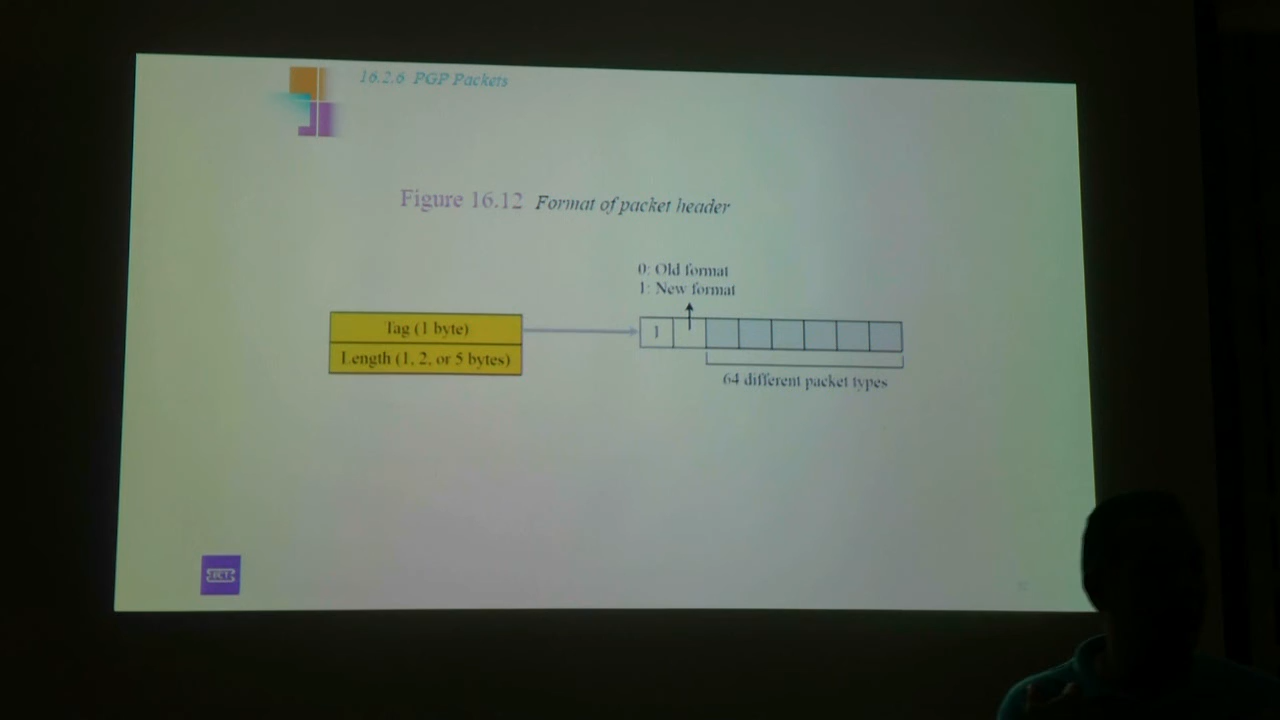 16.2.6 PGP Packets
Figure 16.12 Format of packet header
0: Old format
1: New format
Tag (1 byte)
Length (1, 2, or 5 bytes)
1
64 different packet types